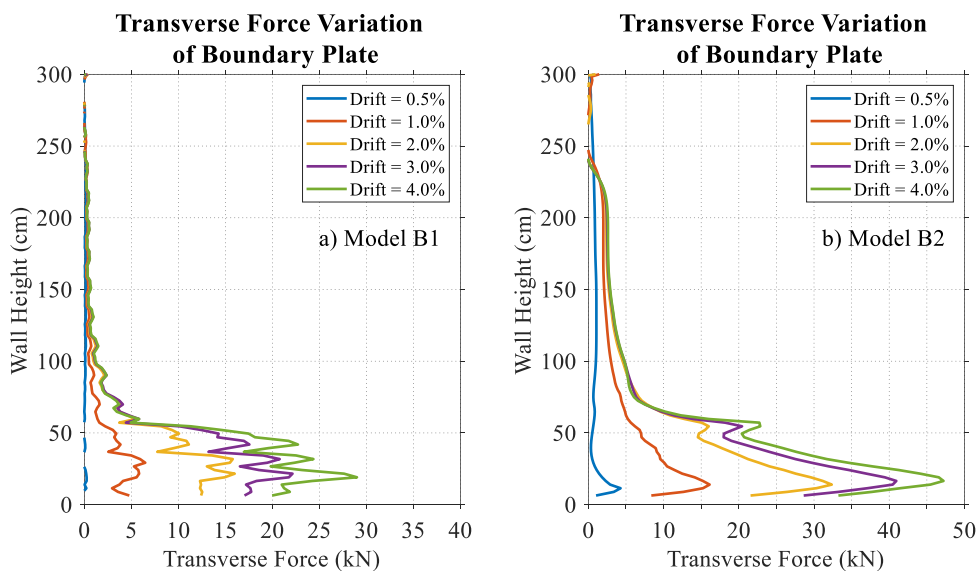 Transverse Force Variation
of Boundary Plate
300
250
200
150
100
50
0
Wall Height (cm)
Drift = 0.5%
Drift = 1.0%
Drift = 2.0%
Drift = 3.0%
Drift = 4.0%
a) Model B1
0 5 10 15 20 25 30 35 40
Transverse Force (kN)
Transverse Force Variation
of Boundary Plate
300
250
200
150
100
50
0
Wall Height (cm)
Drift = 0.5%
Drift = 1.0%
Drift = 2.0%
Drift = 3.0%
Drift = 4.0%
b) Model B2
0 10 20 30 40 50
Transverse Force (kN)